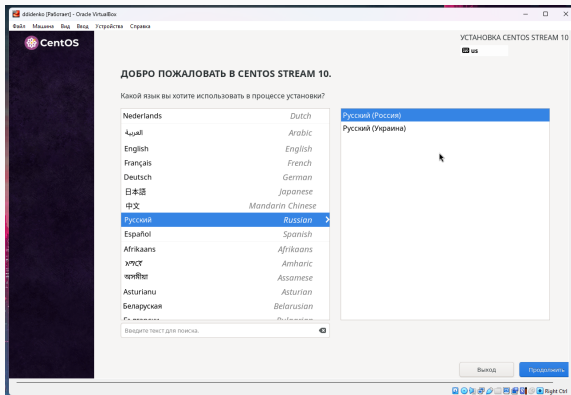 ddidenko [Работает] - Oracle VirtualBox
Файл Машина Вид Ввод Устройства Справка
CentOS
УСТАНОВКА CENTOS STREAM 10
us
ДОБРО ПОЖАЛОВАТЬ В CENTOS STREAM 10.
Какой язык вы хотите использовать в процессе установки?
Nederlands Dutch
العربية Arabic
English English
Français French
Deutsch German
日本語 Japanese
中文 Mandarin Chinese
Русский Russian
Español Spanish
Afrikaans Afrikaans
አማርኛ Amharic
অসমীয়া Assamese
Asturianu Asturian
Беларуская Belarusian
Български Bulgarian
Русский (Россия)
Русский (Украина)
Введите текст для поиска.
Выход
Продолжить
Right Ctrl